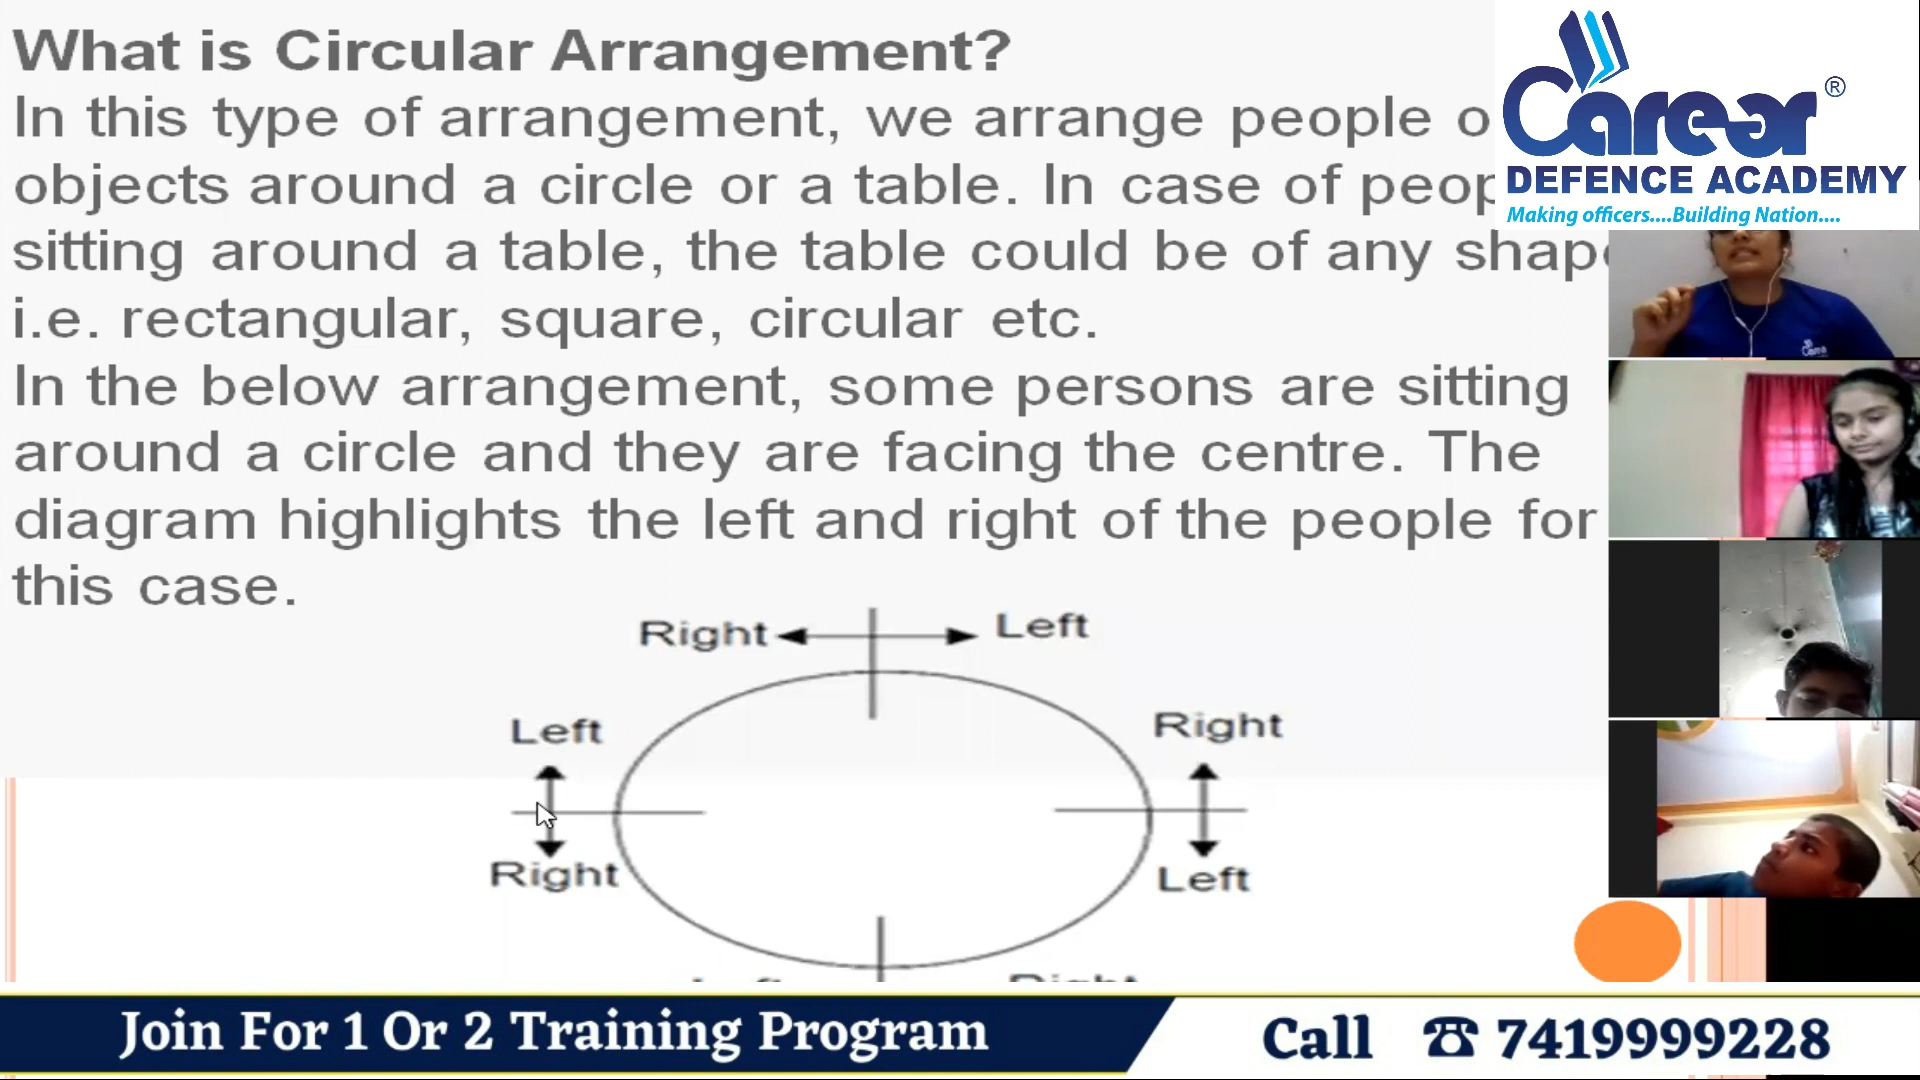 What is Circular Arrangement?
In this type of arrangement, we arrange people o
objects around a circle or a table. In case of peop
sitting around a table, the table could be of any shape
i.e. rectangular, square, circular etc.
In the below arrangement, some persons are sitting
around a circle and they are facing the centre. The
diagram highlights the left and right of the people for
this case.
Right Left
Left Right
Right Left
Left Right
Carear ®
DEFENCE ACADEMY
Making officers....Building Nation....
Join For 1 Or 2 Training Program
Call ☎ 7419999228